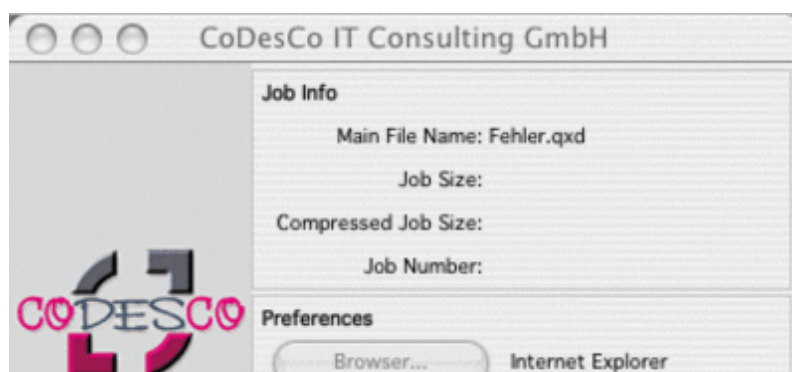 CoDesCo IT Consulting GmbH
Job Info
Main File Name: Fehler.qxd
Job Size:
Compressed Job Size:
Job Number:
CODESCO
Preferences
Browser... Internet Explorer